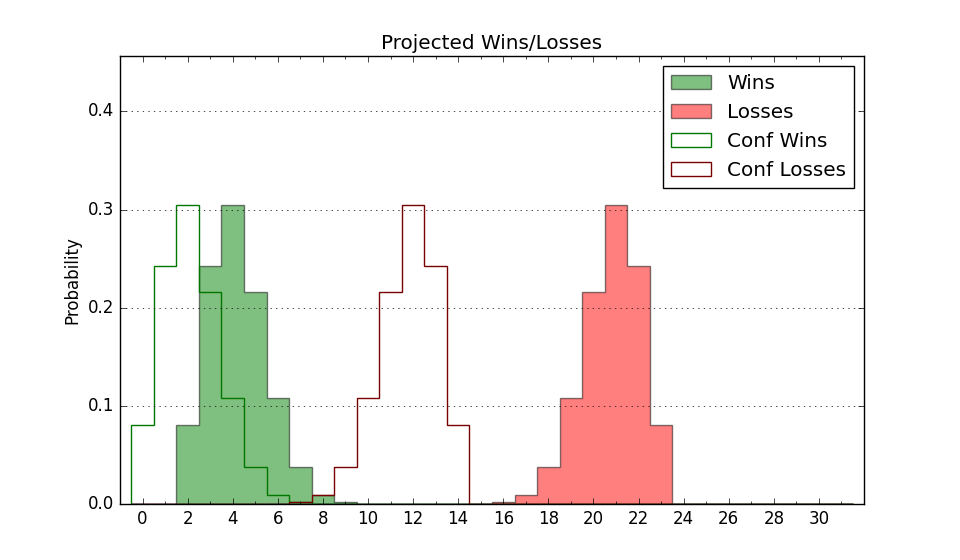 Projected Wins/Losses
Wins
Losses
Conf Wins
Conf Losses
Probability
0.4
0.3
0.2
0.1
0.0
0 2 4 6 8 10 12 14 16 18 20 22 24 26 28 30